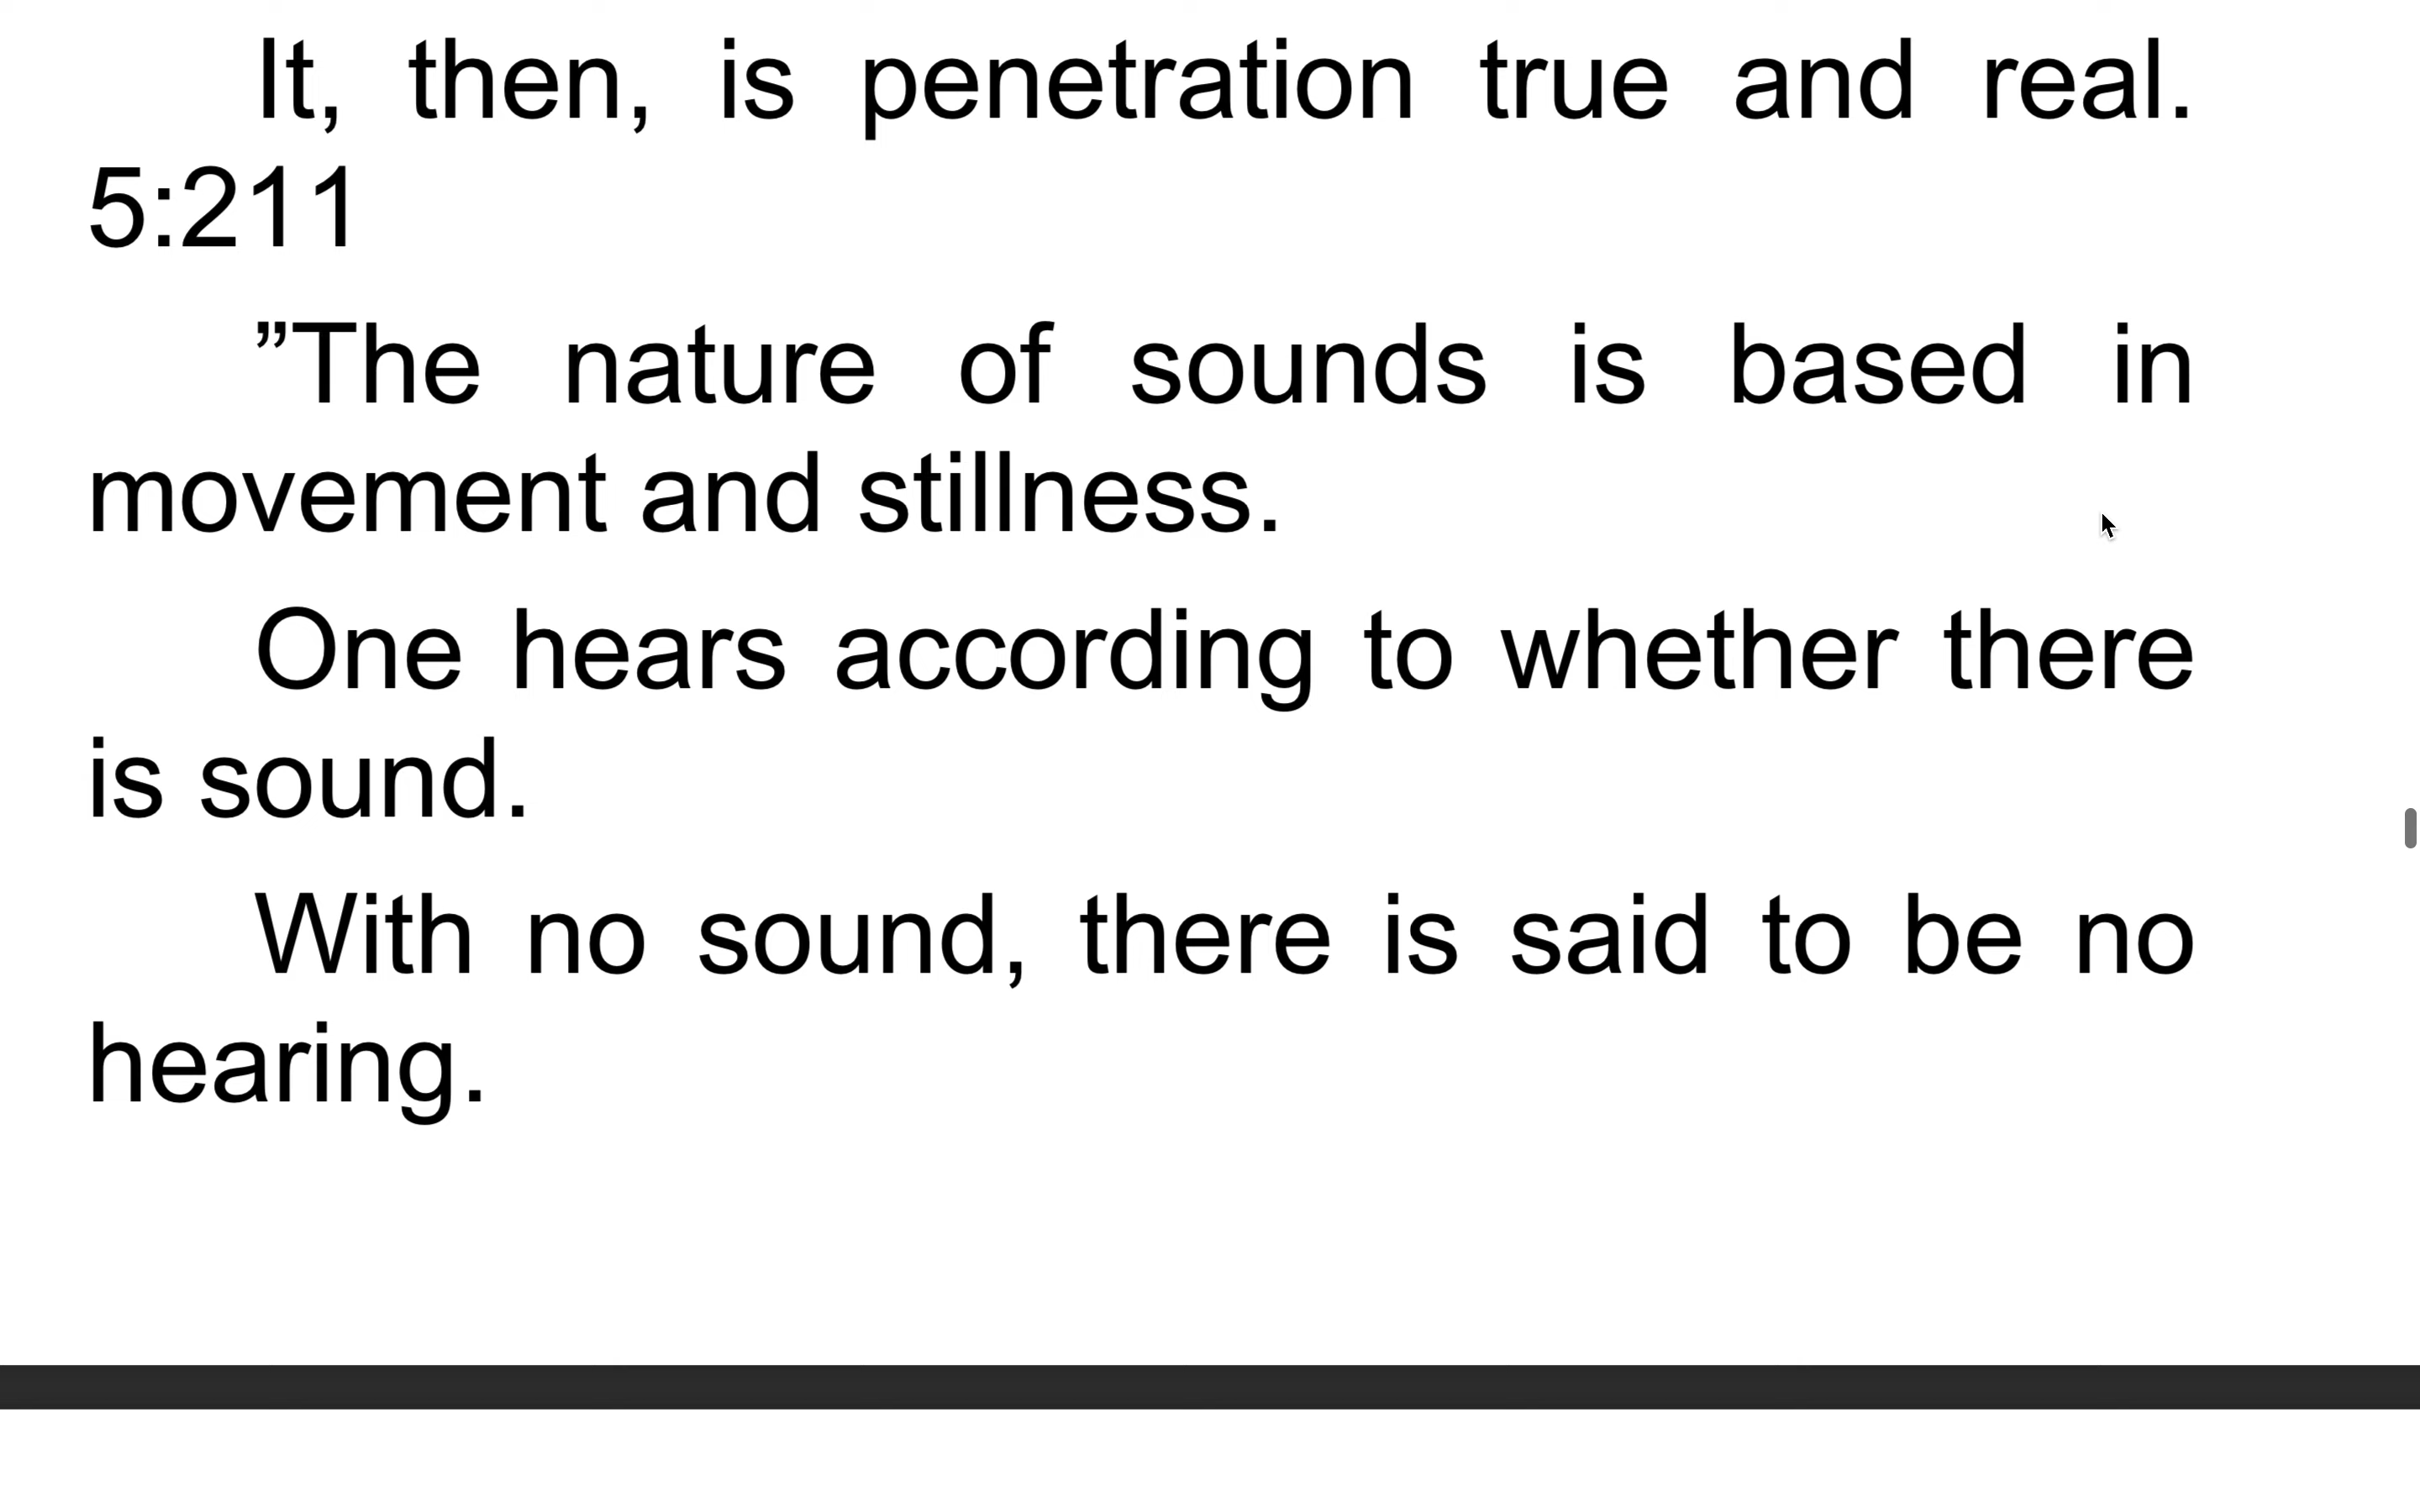 It, then, is penetration true and real.
5:211
”The nature of sounds is based in
movement and stillness.
One hears according to whether there
is sound.
With no sound, there is said to be no
hearing.